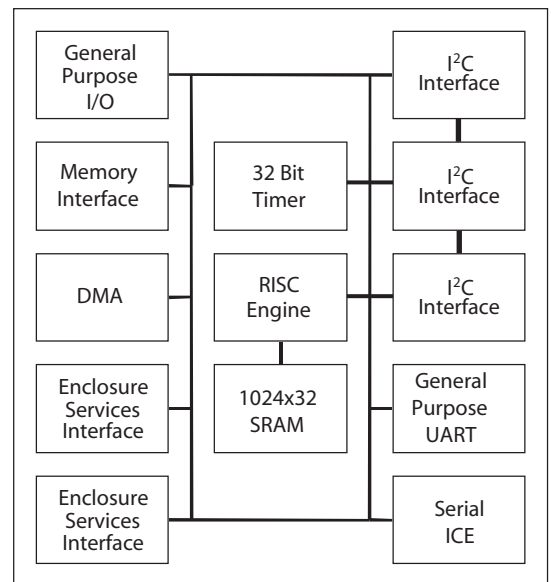 General
Purpose
I/O
Memory
Interface
DMA
Enclosure
Services
Interface
Enclosure
Services
Interface
32 Bit
Timer
RISC
Engine
1024x32
SRAM
I²C
Interface
I²C
Interface
I²C
Interface
General
Purpose
UART
Serial
ICE